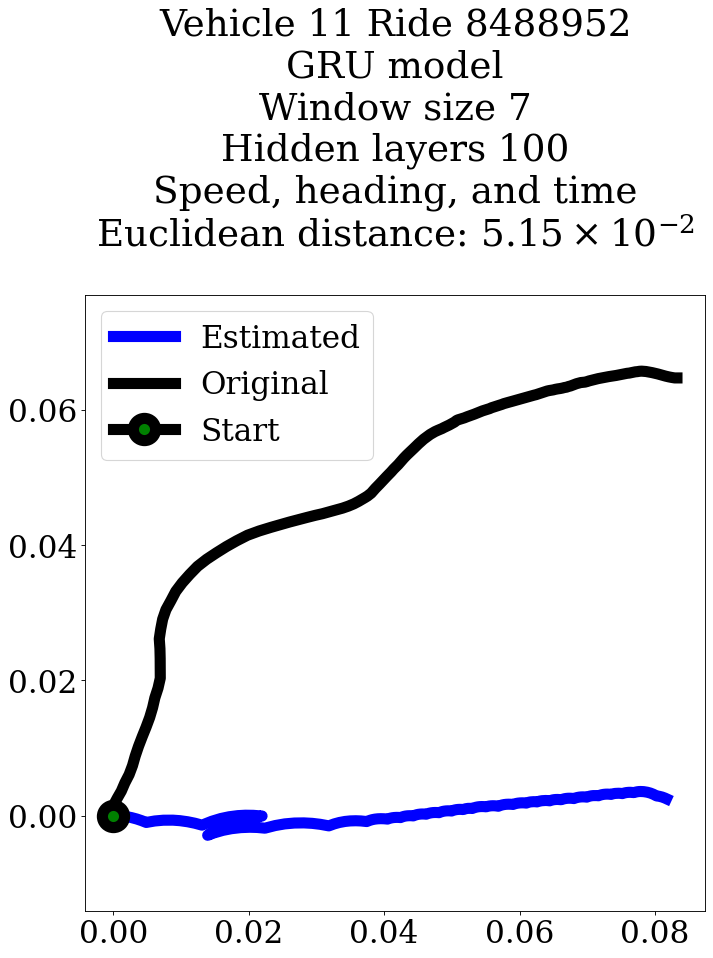 Vehicle 11 Ride 8488952
GRU model
Window size 7
Hidden layers 100
Speed, heading, and time
Euclidean distance: 5.15 × 10⁻²
Estimated
Original
Start
0.06
0.04
0.02
0.00
0.00 0.02 0.04 0.06 0.08